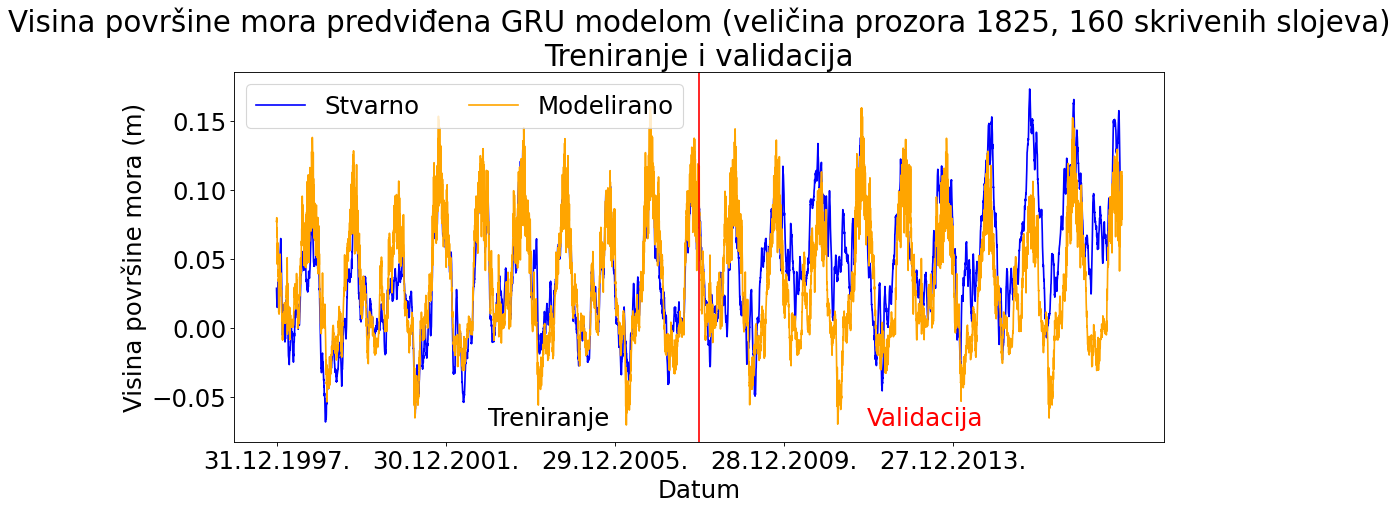 Visina površine mora predviđena GRU modelom (veličina prozora 1825, 160 skrivenih slojeva)
Treniranje i validacija
Stvarno
Modelirano
Visina površine mora (m)
0.15
0.10
0.05
0.00
−0.05
Treniranje
Validacija
31.12.1997.
30.12.2001.
29.12.2005.
28.12.2009.
27.12.2013.
Datum